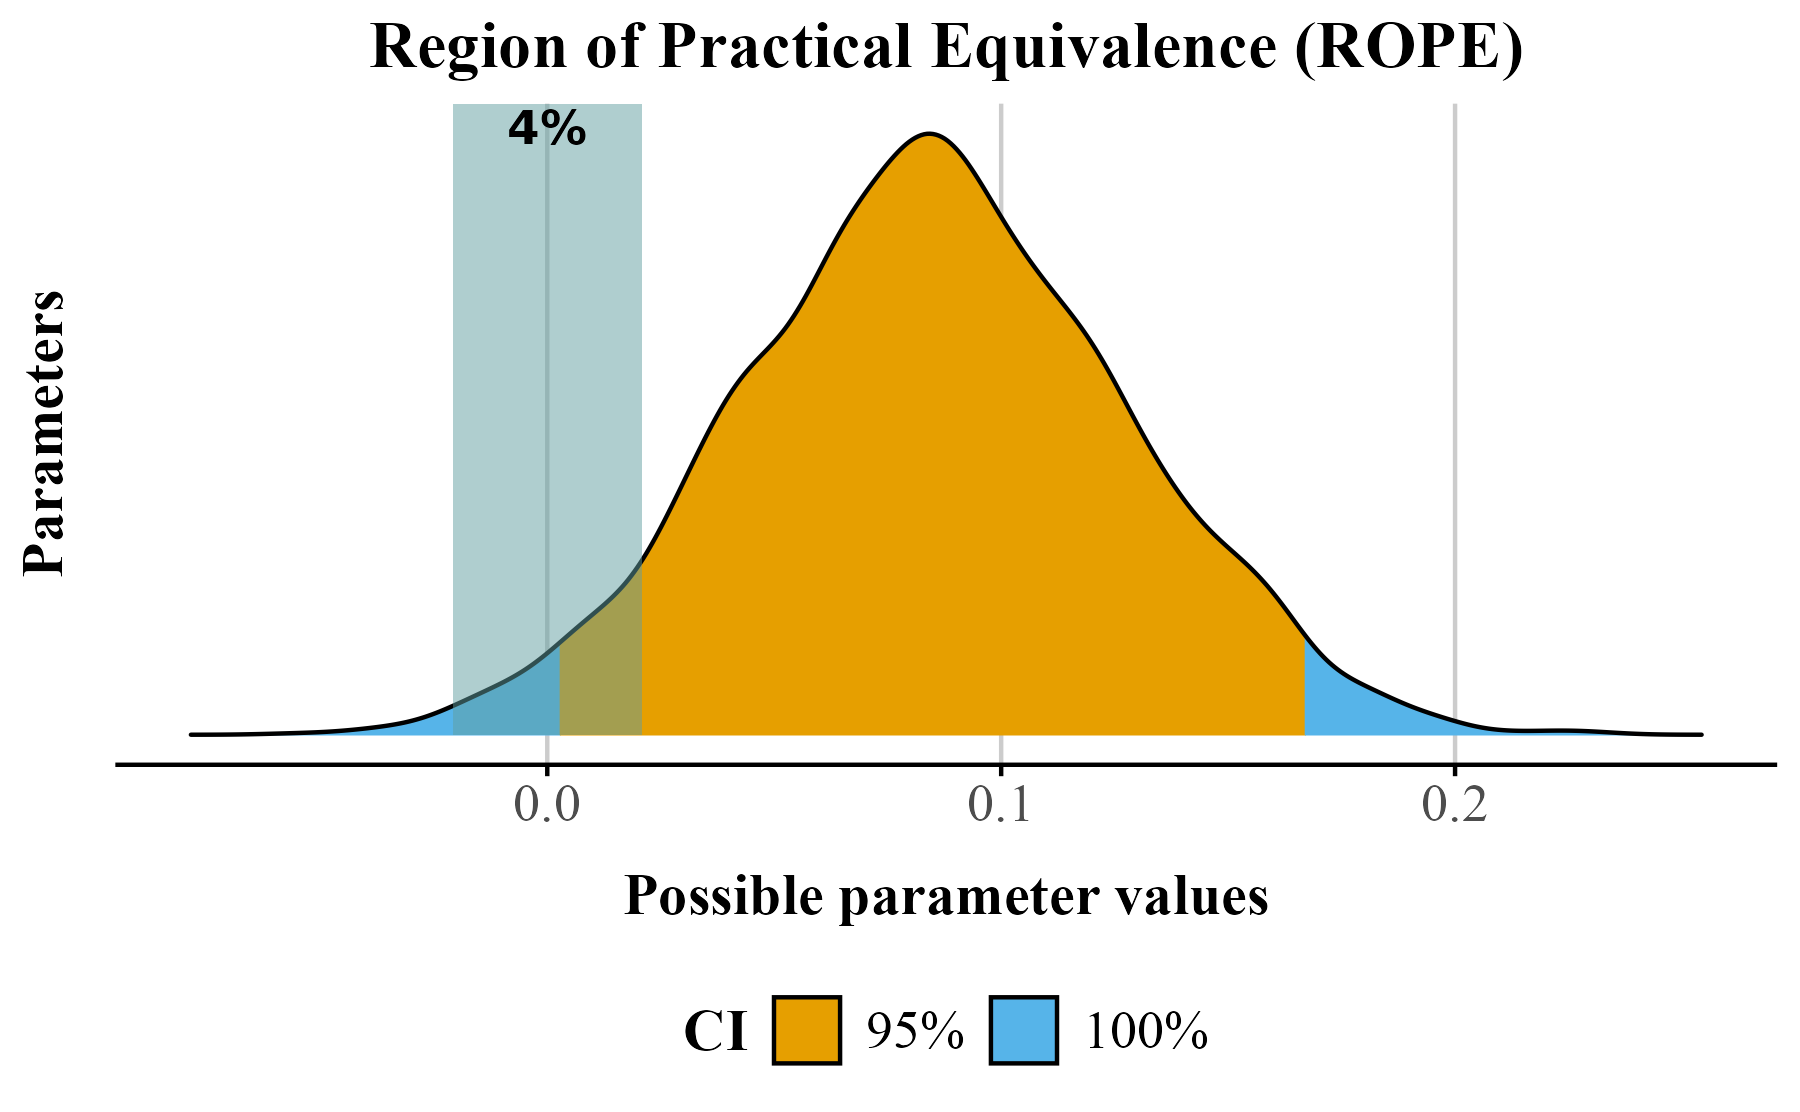 Region of Practical Equivalence (ROPE)
4%
Parameters
0.0 0.1 0.2
Possible parameter values
CI 95% 100%